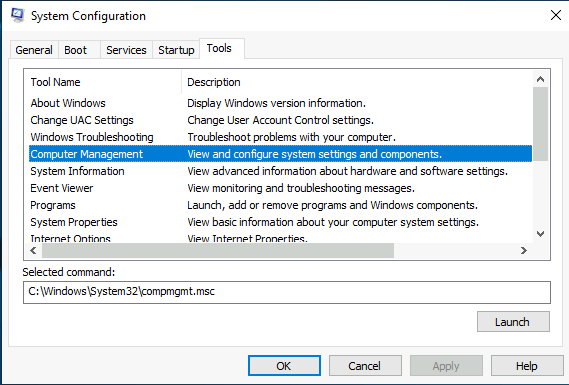 System Configuration
General Boot Services Startup Tools
Tool Name Description
About Windows Display Windows version information.
Change UAC Settings Change User Account Control settings.
Windows Troubleshooting Troubleshoot problems with your computer.
Computer Management View and configure system settings and components.
System Information View advanced information about hardware and software settings.
Event Viewer View monitoring and troubleshooting messages.
Programs Launch, add or remove programs and Windows components.
System Properties View basic information about your computer system settings.
Internet Options View Internet Properties.
Selected command:
C:\Windows\System32\compmgmt.msc
Launch
OK Cancel Apply Help